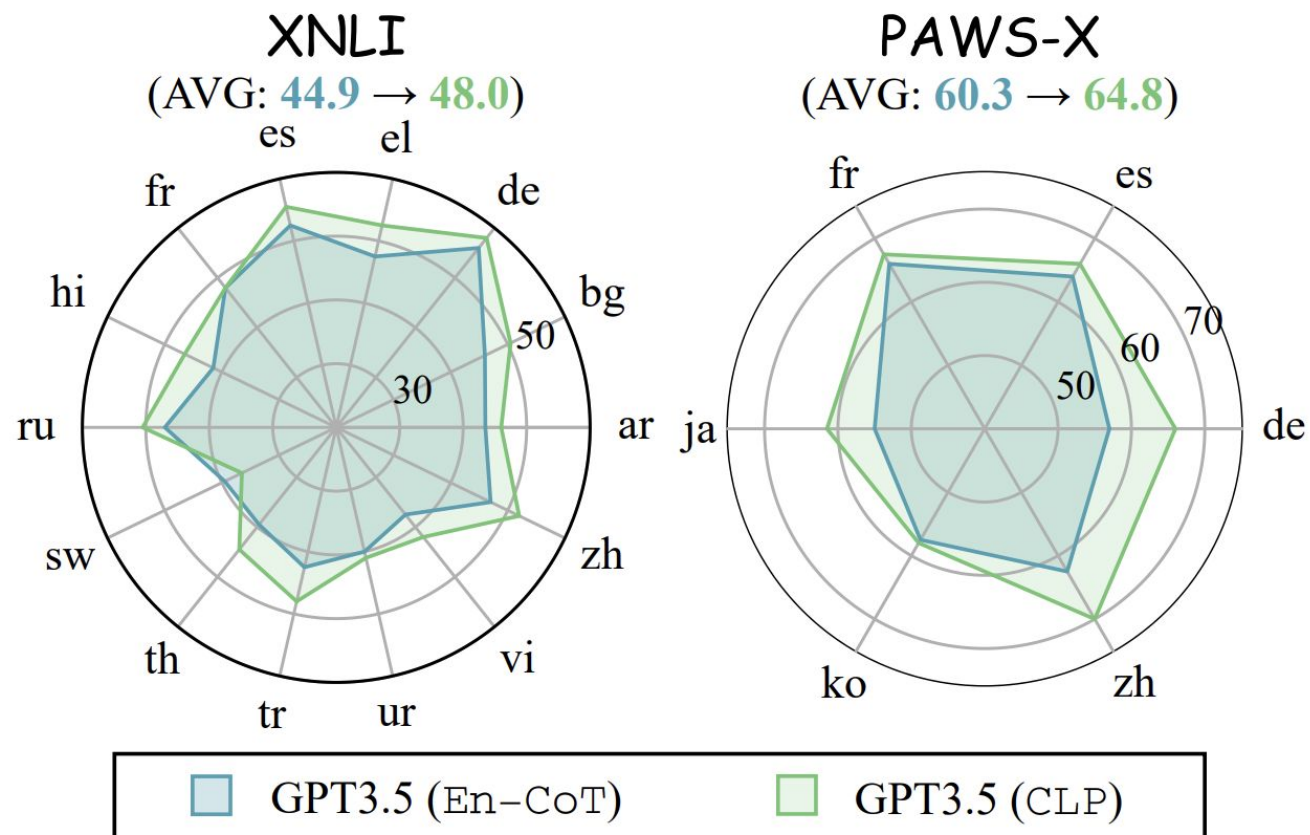 XNLI
(AVG: 44.9 → 48.0)
es
el
fr
de
hi
bg
50
30
ru
ar
sw
zh
th
vi
tr
ur
PAWS-X
(AVG: 60.3 → 64.8)
fr
es
70
60
50
ja
de
ko
zh
GPT3.5 (En-CoT)
GPT3.5 (CLP)